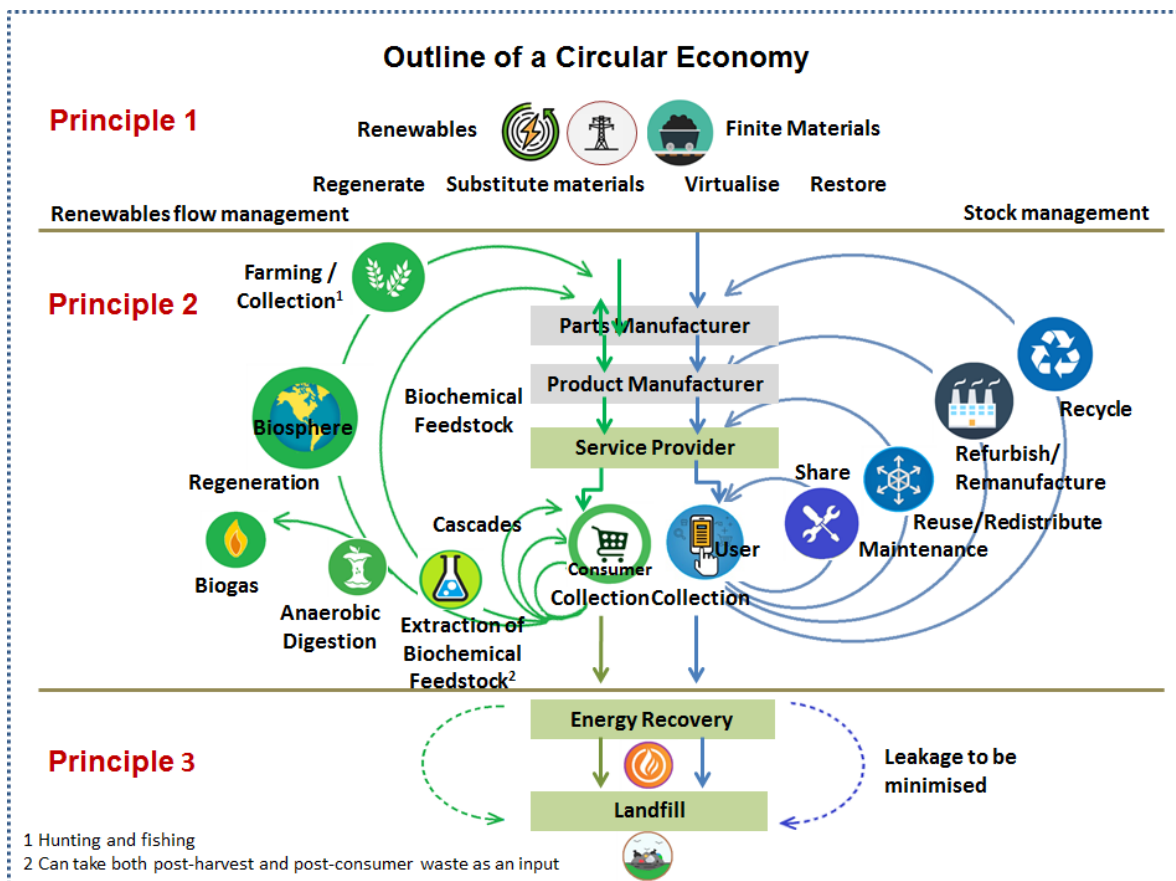 Outline of a Circular Economy
Principle 1
Renewables
Finite Materials
Regenerate
Substitute materials
Virtualise
Restore
Renewables flow management
Stock management
Principle 2
Farming /
Collection1
Parts Manufacturer
Product Manufacturer
Biochemical
Feedstock
Recycle
Biosphere
Service Provider
Refurbish/
Remanufacture
Regeneration
Share
Cascades
Reuse/Redistribute
User
Maintenance
Consumer
Biogas
Collection
Collection
Anaerobic
Digestion
Extraction of
Biochemical
Feedstock2
Energy Recovery
Principle 3
Leakage to be
minimised
Landfill
1 Hunting and fishing
2 Can take both post-harvest and post-consumer waste as an input